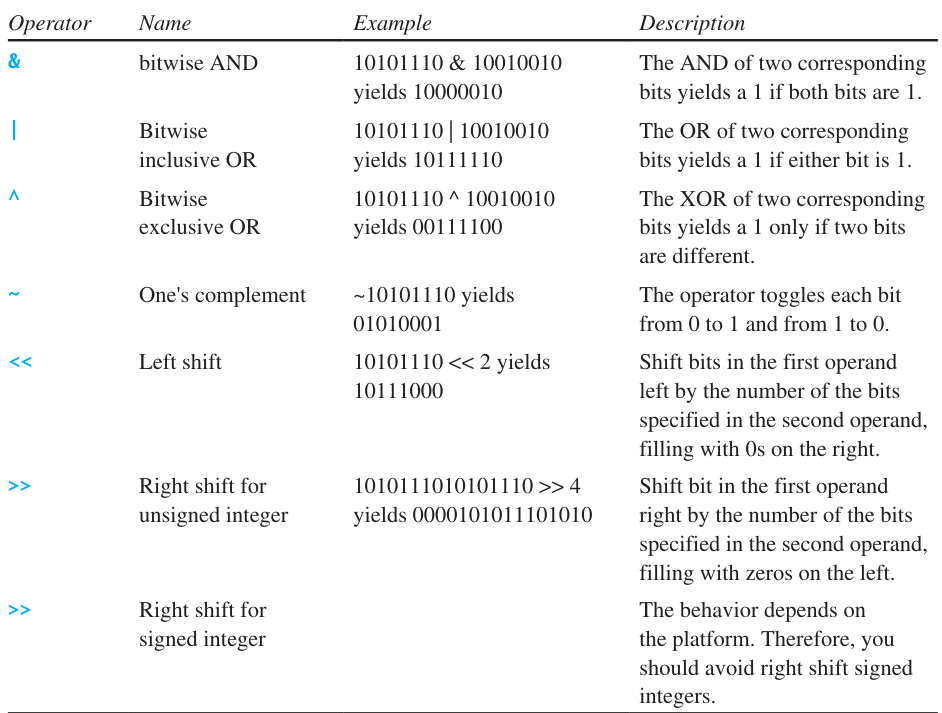 Operator Name Example Description
& bitwise AND 10101110 & 10010010 The AND of two corresponding
yields 10000010 bits yields a 1 if both bits are 1.
| Bitwise 10101110 | 10010010 The OR of two corresponding
inclusive OR yields 10111110 bits yields a 1 if either bit is 1.
^ Bitwise 10101110 ^ 10010010 The XOR of two corresponding
exclusive OR yields 00111100 bits yields a 1 only if two bits
are different.
~ One's complement ~10101110 yields The operator toggles each bit
01010001 from 0 to 1 and from 1 to 0.
<< Left shift 10101110 << 2 yields Shift bits in the first operand
10111000 left by the number of the bits
specified in the second operand,
filling with 0s on the right.
>> Right shift for 1010111010101110 >> 4 Shift bit in the first operand
unsigned integer yields 0000101011101010 right by the number of the bits
specified in the second operand,
filling with zeros on the left.
>> Right shift for The behavior depends on
signed integer the platform. Therefore, you
should avoid right shift signed
integers.